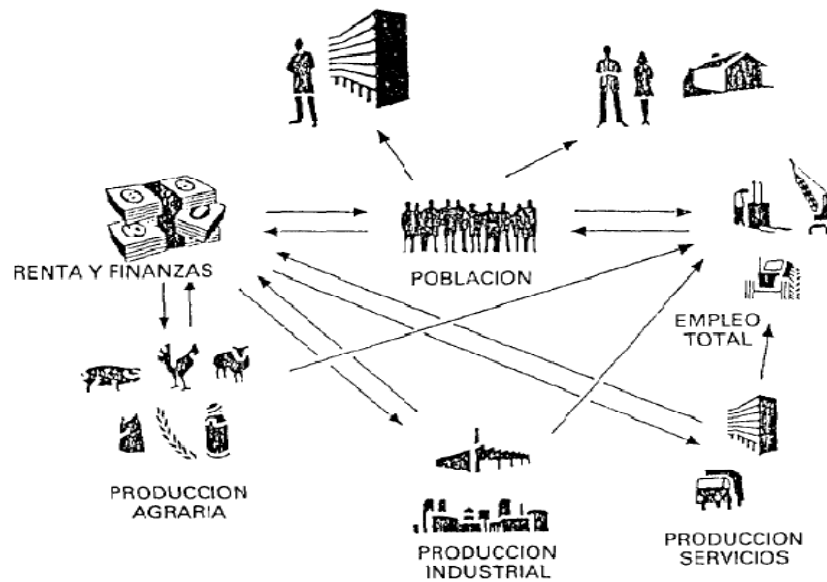 RENTA Y FINANZAS
POBLACION
EMPLEO
TOTAL
PRODUCCION
AGRARIA
PRODUCCION
INDUSTRIAL
PRODUCCION
SERVICIOS